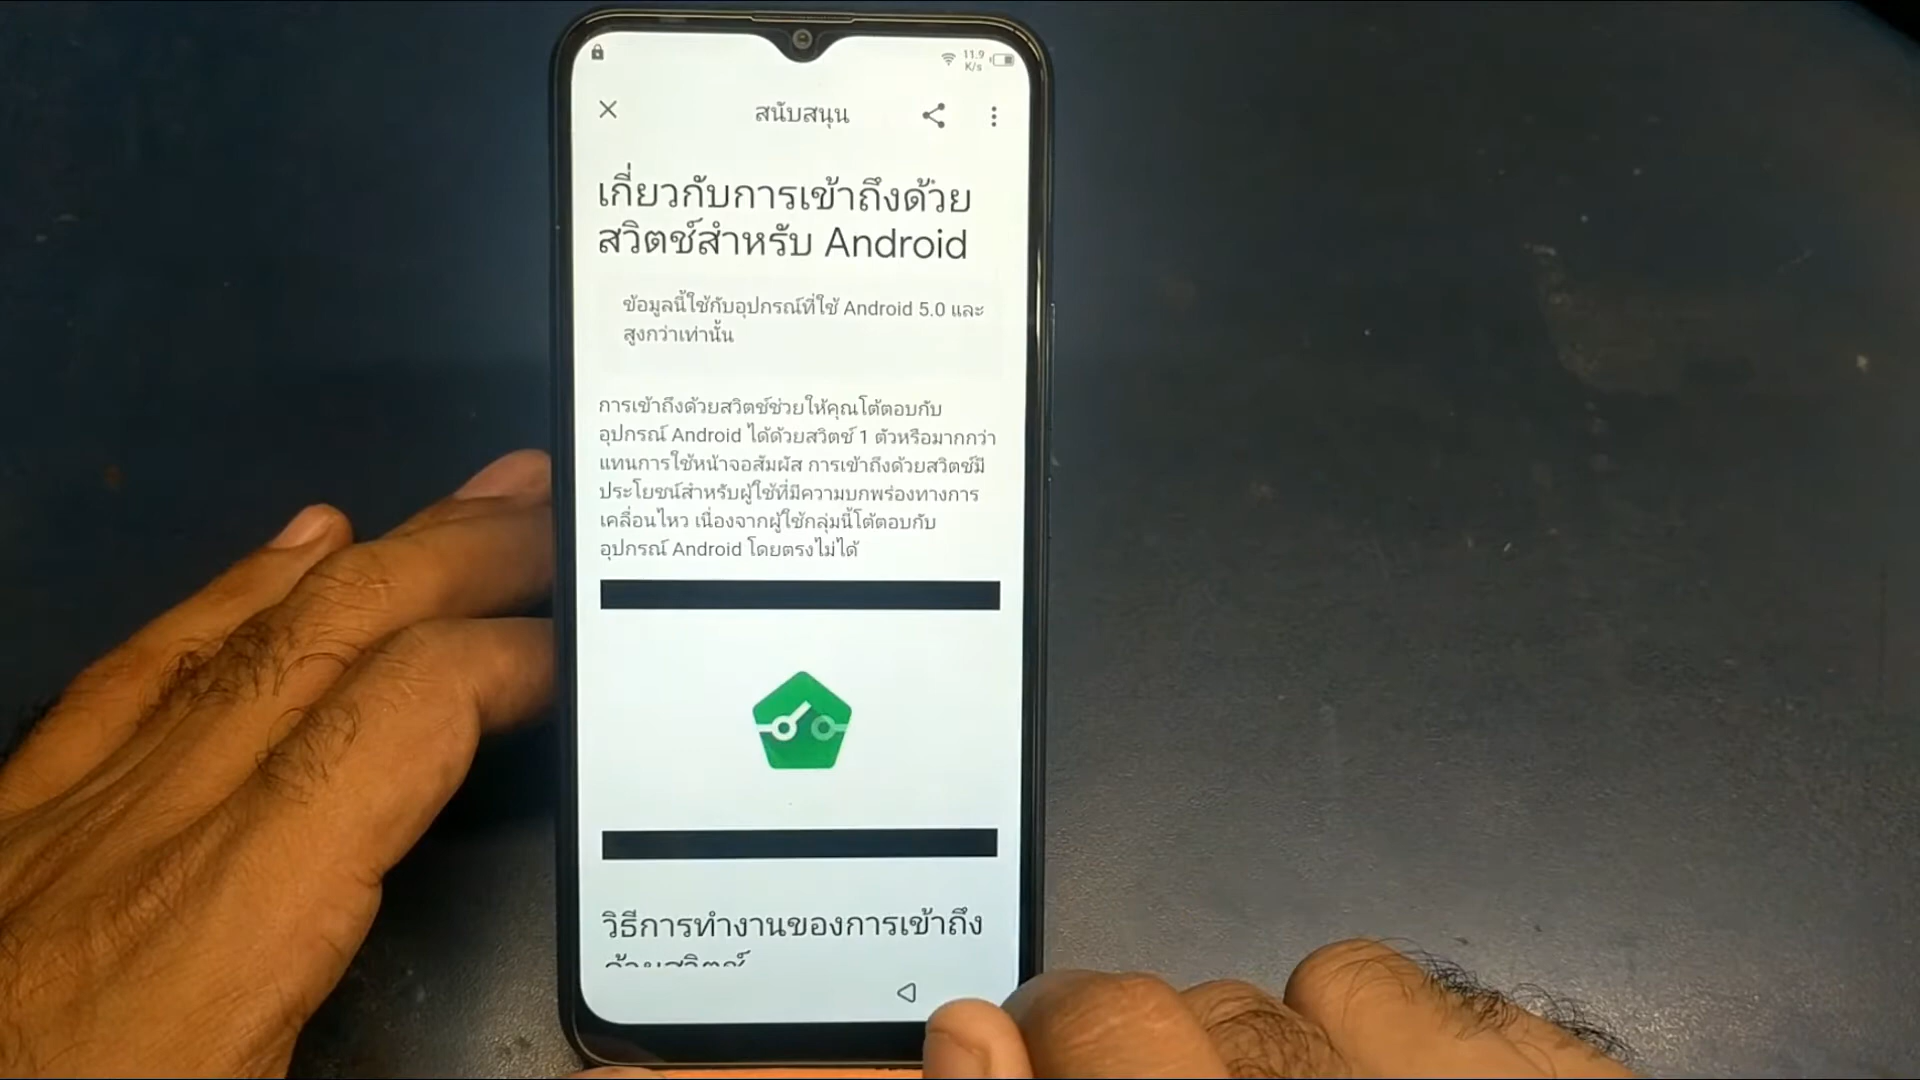 11.9
K/s
สนับสนุน
เกี่ยวกับการเข้าถึงด้วย
สวิตช์สำหรับ Android
ข้อมูลนี้ใช้กับอุปกรณ์ที่ใช้ Android 5.0 และ
สูงกว่าเท่านั้น
การเข้าถึงด้วยสวิตช์ช่วยให้คุณโต้ตอบกับ
อุปกรณ์ Android ได้ด้วยสวิตช์ 1 ตัวหรือมากกว่า
แทนการใช้หน้าจอสัมผัส การเข้าถึงด้วยสวิตช์มี
ประโยชน์สำหรับผู้ใช้ที่มีความบกพร่องทางการ
เคลื่อนไหว เนื่องจากผู้ใช้กลุ่มนี้โต้ตอบกับ
อุปกรณ์ Android โดยตรงไม่ได้
วิธีการทำงานของการเข้าถึง
ด้วยสวิตช์